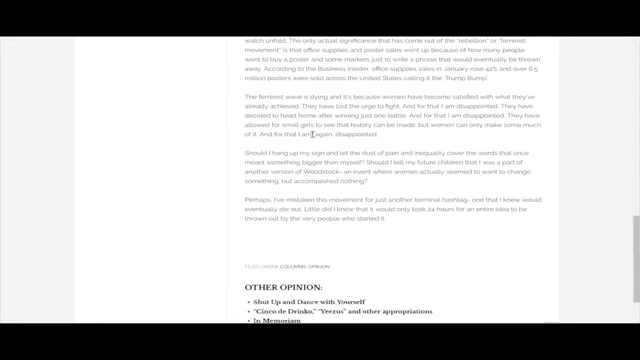 watch unfold. The only actual significance that has come out of the "rebellion" or "feminist
movement" is that office supplies and poster sales went up because of how many people
went to buy a poster and some markers just to write a phrase that would eventually be thrown
away. According to the Business Insider, office supplies sales in January rose 42% and over 6.5
million posters were sold across the United States calling it the "Trump Bump".
The feminist wave is dying and it's because women have become satisfied with what they've
already achieved. They have lost the urge to fight. And for that I am disappointed. They have
decided to head home after winning just one battle. And for that I am disappointed. They have
allowed for small girls to see that history can be made, but women can only make some much
of it. And for that I am again, disappointed.
Should I hang up my sign and let the dust of pain and inequality cover the words that once
meant something bigger than myself? Should I tell my future children that I was a part of
another version of Woodstock- an event where women actually seemed to want to change
something, but accomplished nothing?
Perhaps, I've mistaken this movement for just another terminal hashtag- one that I knew would
eventually die out. Little did I know that it would only took 24 hours for an entire idea to be
thrown out by the very people who started it.
FILED UNDER: COLUMNS, OPINION
OTHER OPINION:
Shut Up and Dance with Yourself
"Cinco de Drinko," "Yeezus" and other appropriations
In Memoriam